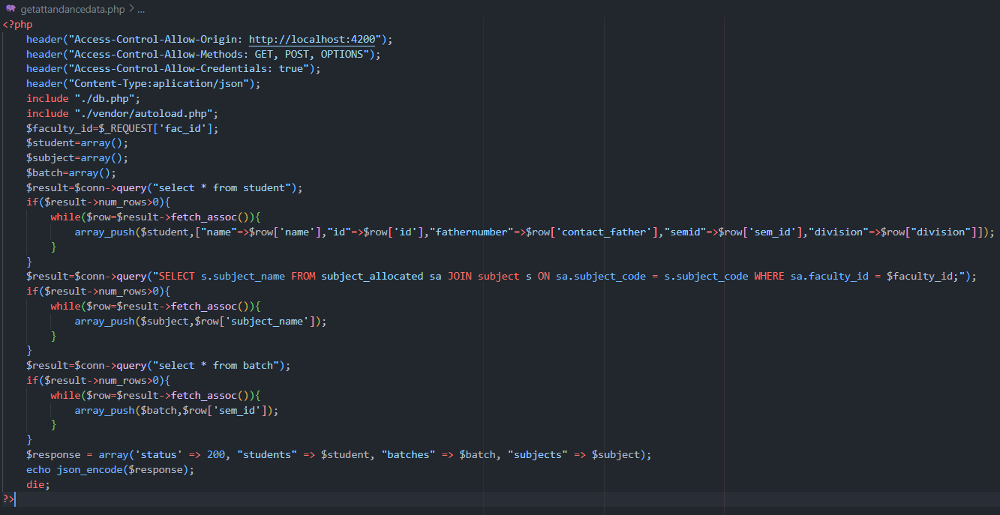 getattandancedata.php > ...
<?php
    header("Access-Control-Allow-Origin: http://localhost:4200");
    header("Access-Control-Allow-Methods: GET, POST, OPTIONS");
    header("Access-Control-Allow-Credentials: true");
    header("Content-Type:aplication/json");
    include "./db.php";
    include "./vendor/autoload.php";
    $faculty_id=$_REQUEST['fac_id'];
    $student=array();
    $subject=array();
    $batch=array();
    $result=$conn->query("select * from student");
    if($result->num_rows>0){
        while($row=$result->fetch_assoc()){
            array_push($student,["name"=>$row['name'],"id"=>$row['id'],"fathernumber"=>$row['contact_father'],"semid"=>$row['sem_id'],"division"=>$row["division"]]);
        }
    }
    $result=$conn->query("SELECT s.subject_name FROM subject_allocated sa JOIN subject s ON sa.subject_code = s.subject_code WHERE sa.faculty_id = $faculty_id;");
    if($result->num_rows>0){
        while($row=$result->fetch_assoc()){
            array_push($subject,$row['subject_name']);
        }
    }
    $result=$conn->query("select * from batch");
    if($result->num_rows>0){
        while($row=$result->fetch_assoc()){
            array_push($batch,$row['sem_id']);
        }
    }
    $response = array('status' => 200, "students" => $student, "batches" => $batch, "subjects" => $subject);
    echo json_encode($response);
    die;
?>